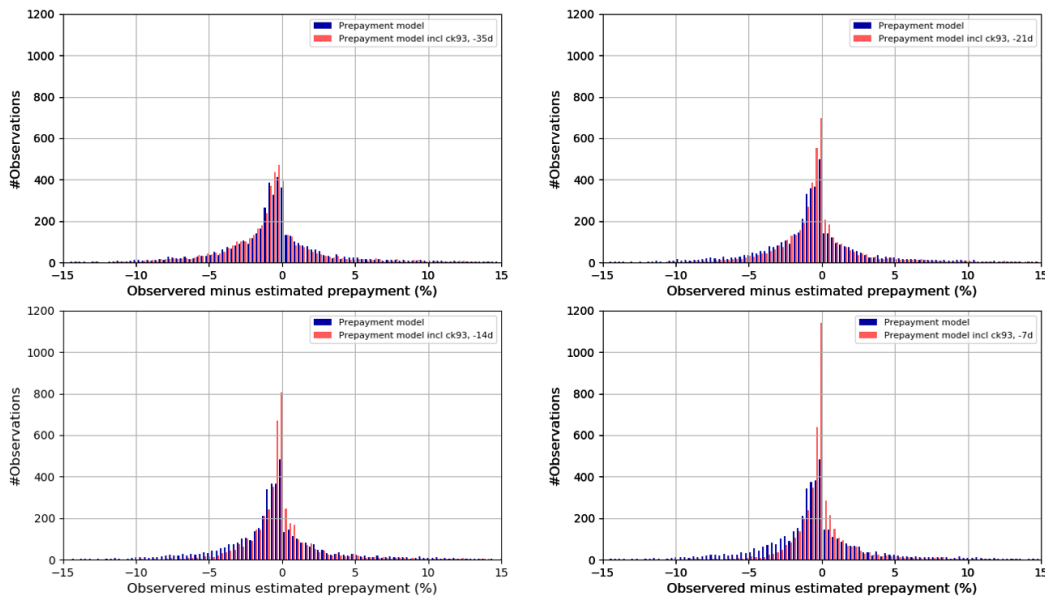 1200
1000
800
600
400
200
0
#Observations
Prepayment model
Prepayment model incl ck93, -35d
−15 −10 −5 0 5 10 15
Observered minus estimated prepayment (%)
1200
1000
800
600
400
200
0
#Observations
Prepayment model
Prepayment model incl ck93, -21d
−15 −10 −5 0 5 10 15
Observered minus estimated prepayment (%)
1200
1000
800
600
400
200
0
#Observations
Prepayment model
Prepayment model incl ck93, -14d
−15 −10 −5 0 5 10 15
Observered minus estimated prepayment (%)
1200
1000
800
600
400
200
0
#Observations
Prepayment model
Prepayment model incl ck93, -7d
−15 −10 −5 0 5 10 15
Observered minus estimated prepayment (%)